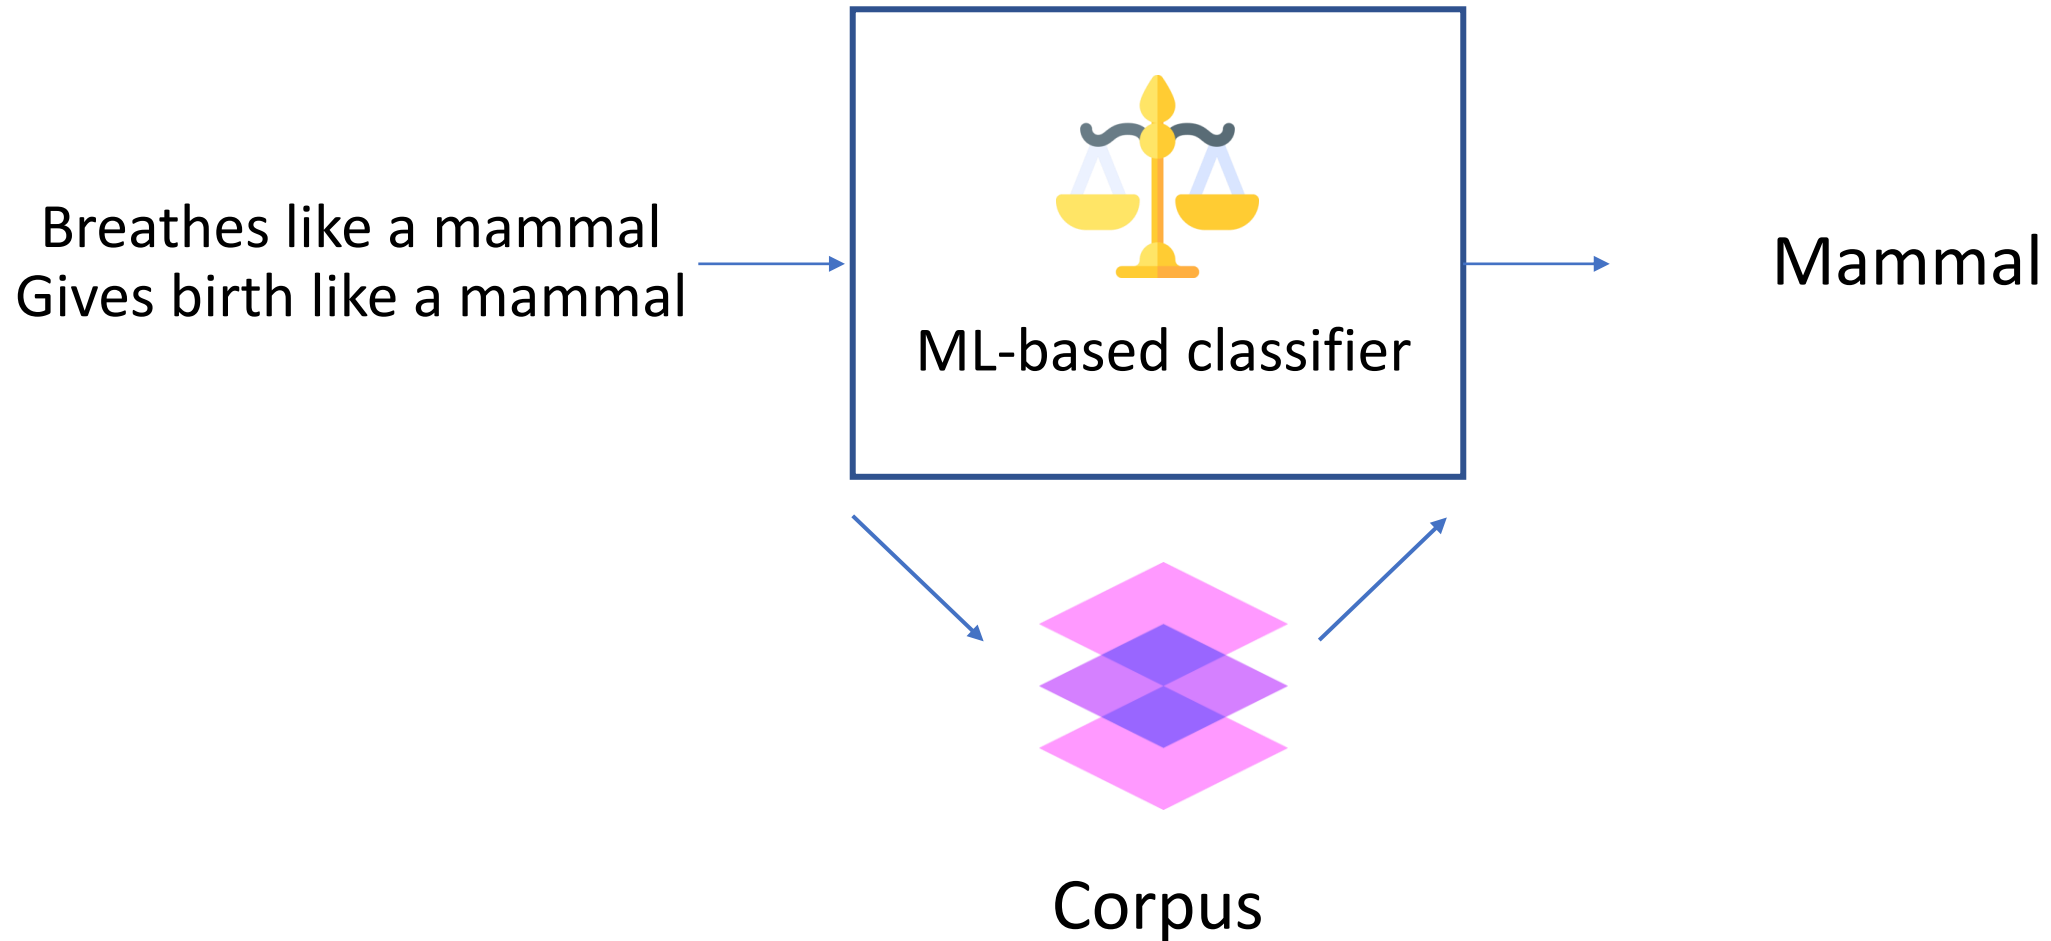 Breathes like a mammal
Gives birth like a mammal
ML-based classifier
Mammal
Corpus